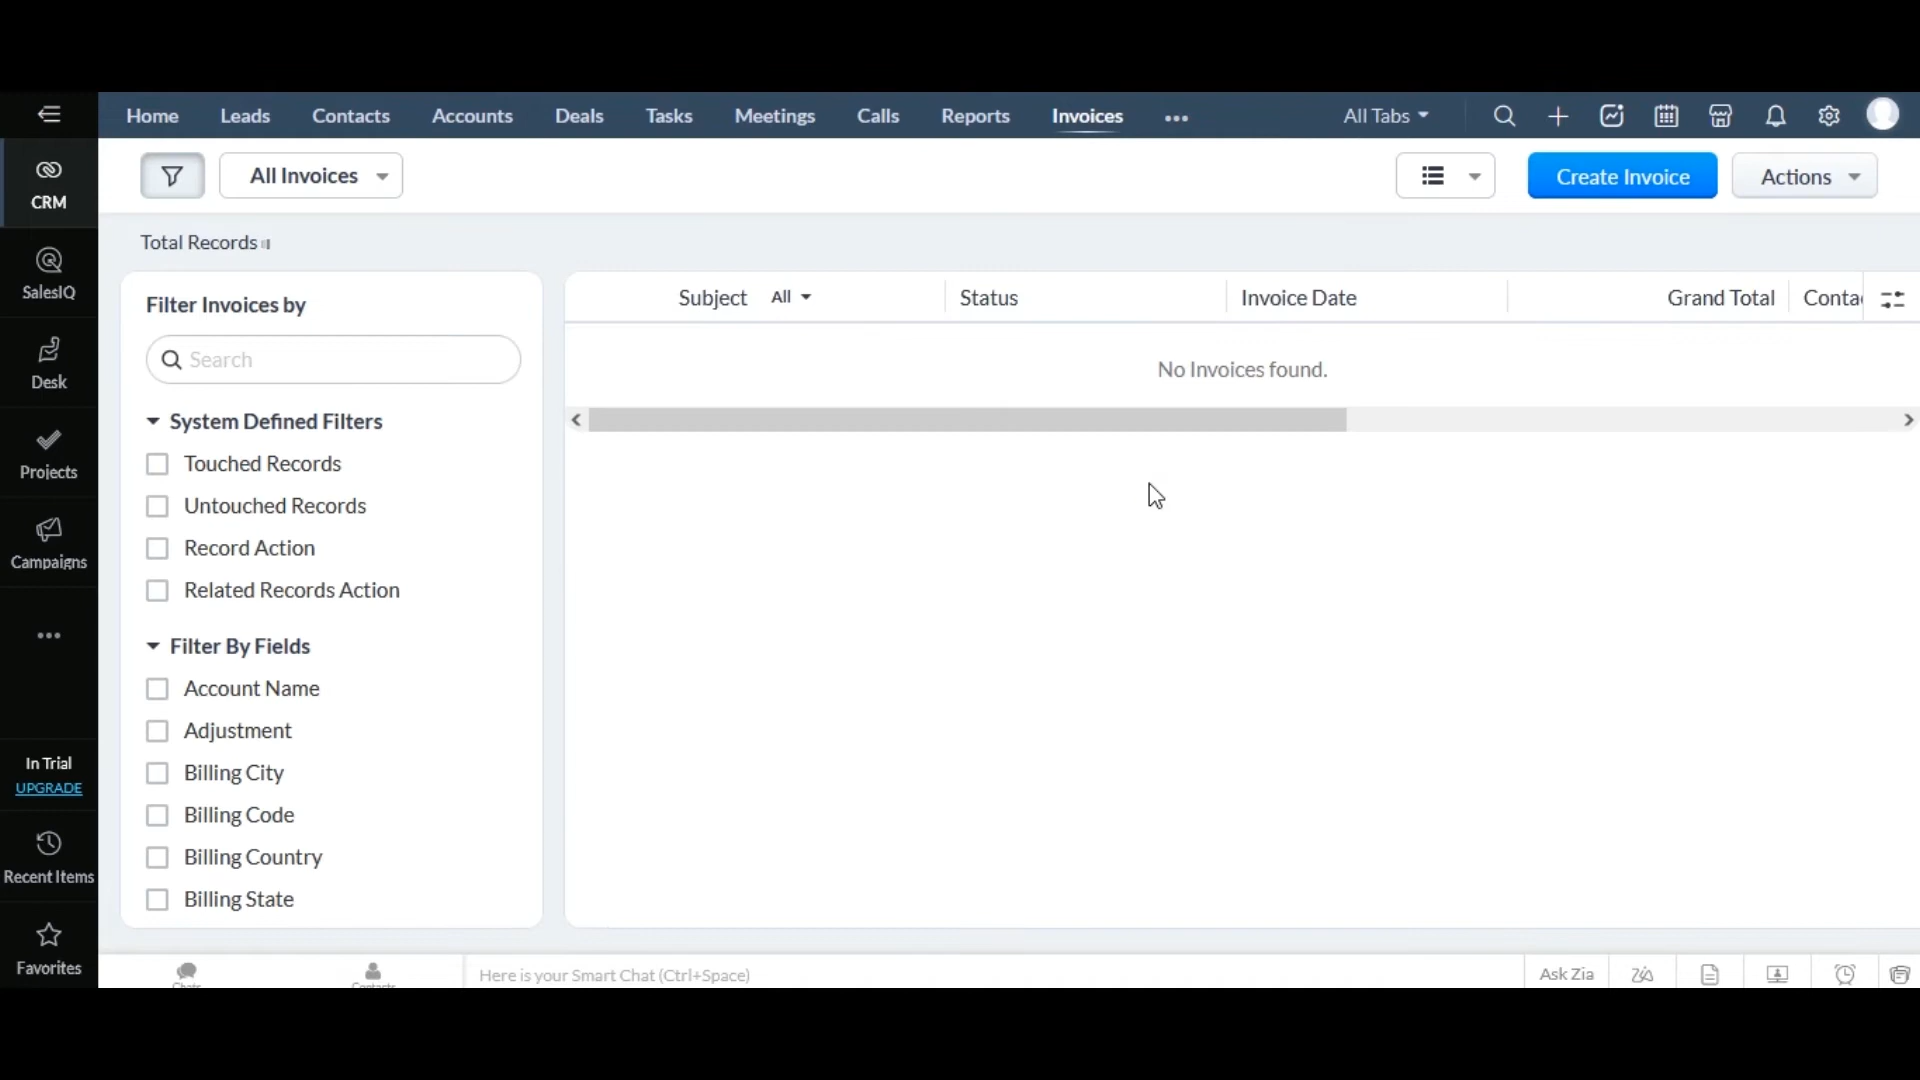 Home Leads Contacts Accounts Deals Tasks Meetings Calls Reports Invoices ••• All Tabs
CRM
SalesIQ
Desk
Projects
Campaigns
•••
In Trial
UPGRADE
Recent Items
Favorites
All Invoices
Create Invoice
Actions
Total Records
Filter Invoices by
Search
System Defined Filters
Touched Records
Untouched Records
Record Action
Related Records Action
Filter By Fields
Account Name
Adjustment
Billing City
Billing Code
Billing Country
Billing State
Subject All Status Invoice Date Grand Total Conta
No Invoices found.
Chats Contacts Here is your Smart Chat (Ctrl+Space) Ask Zia